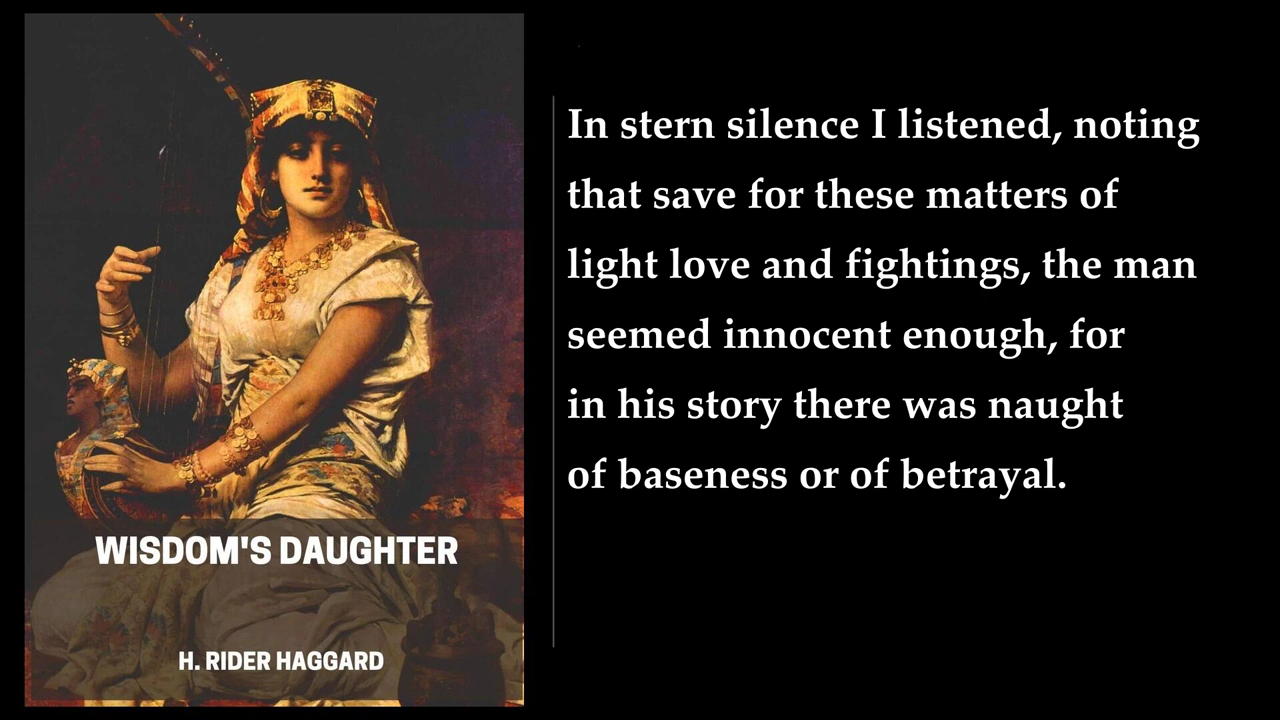 WISDOM'S DAUGHTER
H. RIDER HAGGARD
In stern silence I listened, noting
that save for these matters of
light love and fightings, the man
seemed innocent enough, for
in his story there was naught
of baseness or of betrayal.